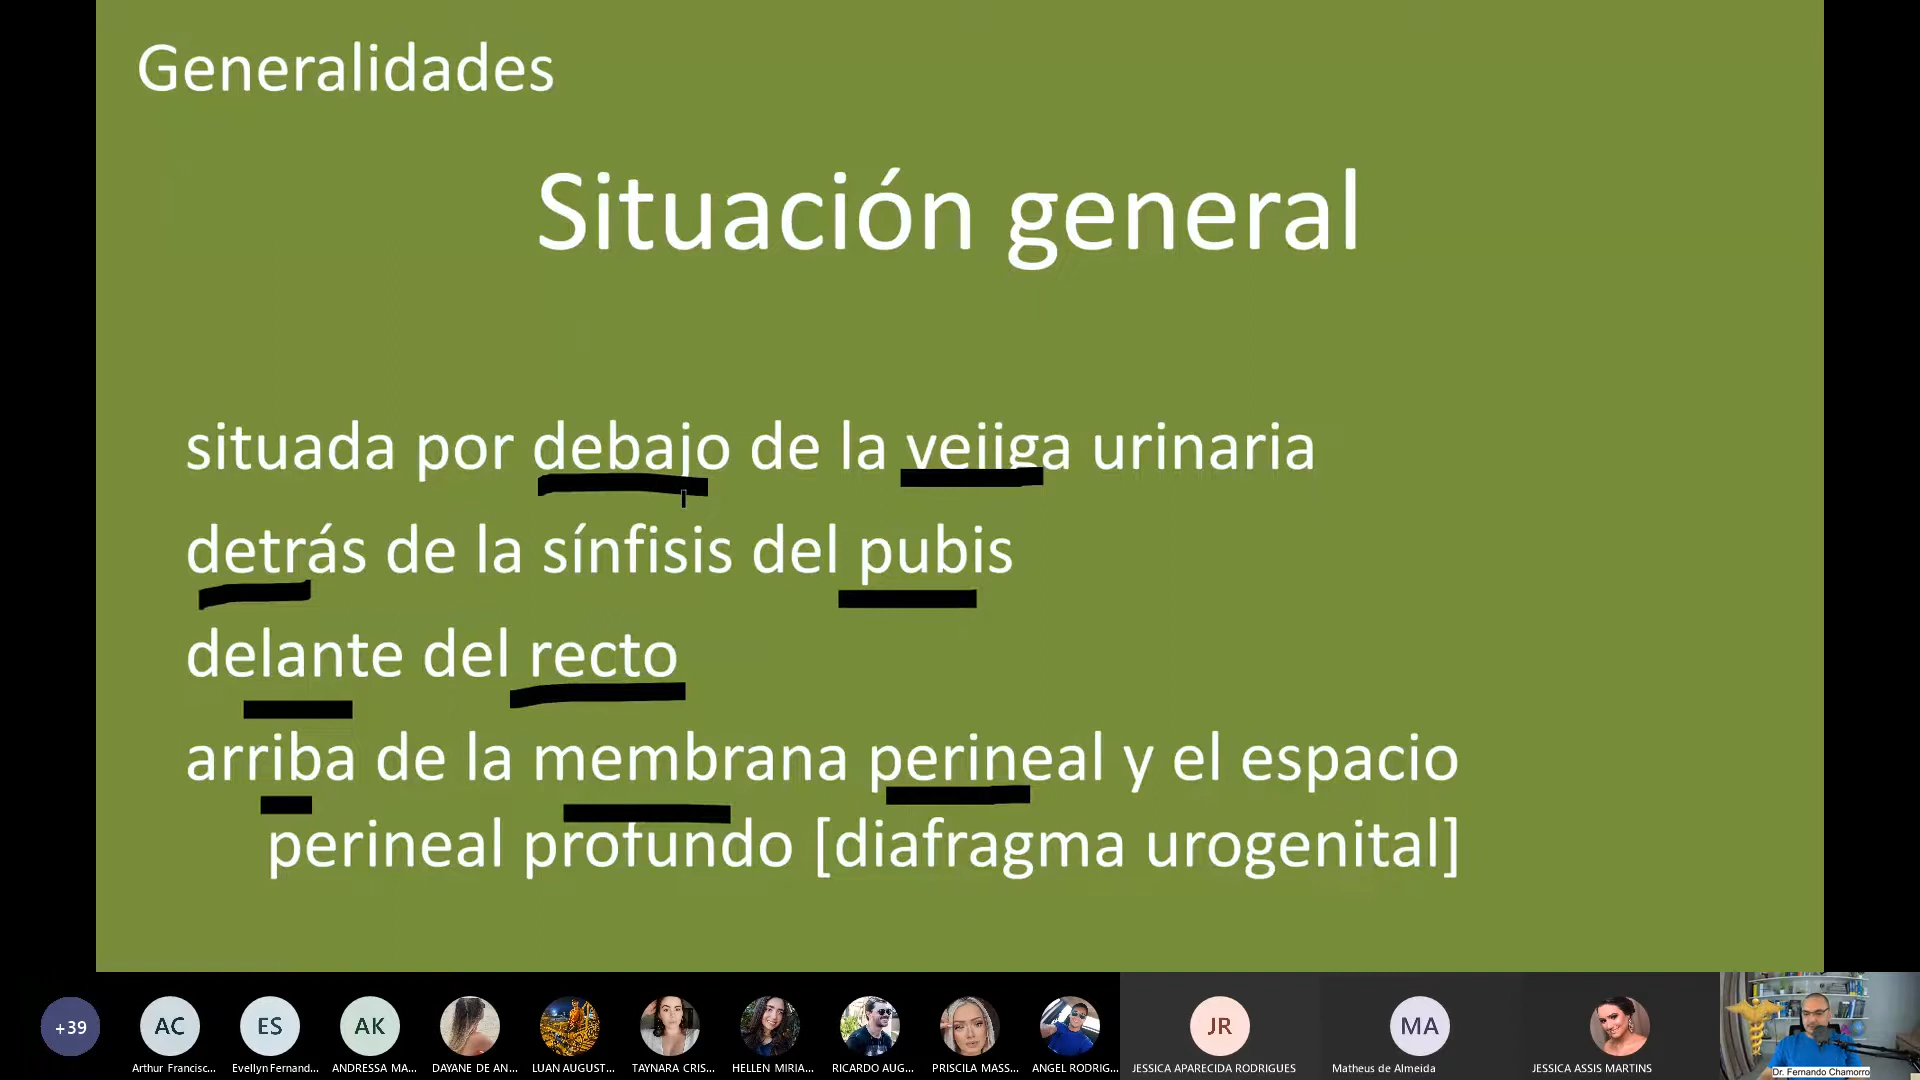 Generalidades
Situación general
situada por debajo de la vejiga urinaria
detrás de la sínfisis del pubis
delante del recto
arriba de la membrana perineal y el espacio
perineal profundo [diafragma urogenital]
+39 AC ES AK JR MA
Arthur Francisc... Evellyn Fernand... ANDRESSA MA... DAYANE DE AN... LUAN AUGUST... TAYNARA CRIS... HELLEN MIRIA... RICARDO AUG... PRISCILA MASS... ANGEL RODRIG... JESSICA APARECIDA RODRIGUES Matheus de Almeida JESSICA ASSIS MARTINS Dr. Fernando Chamorro